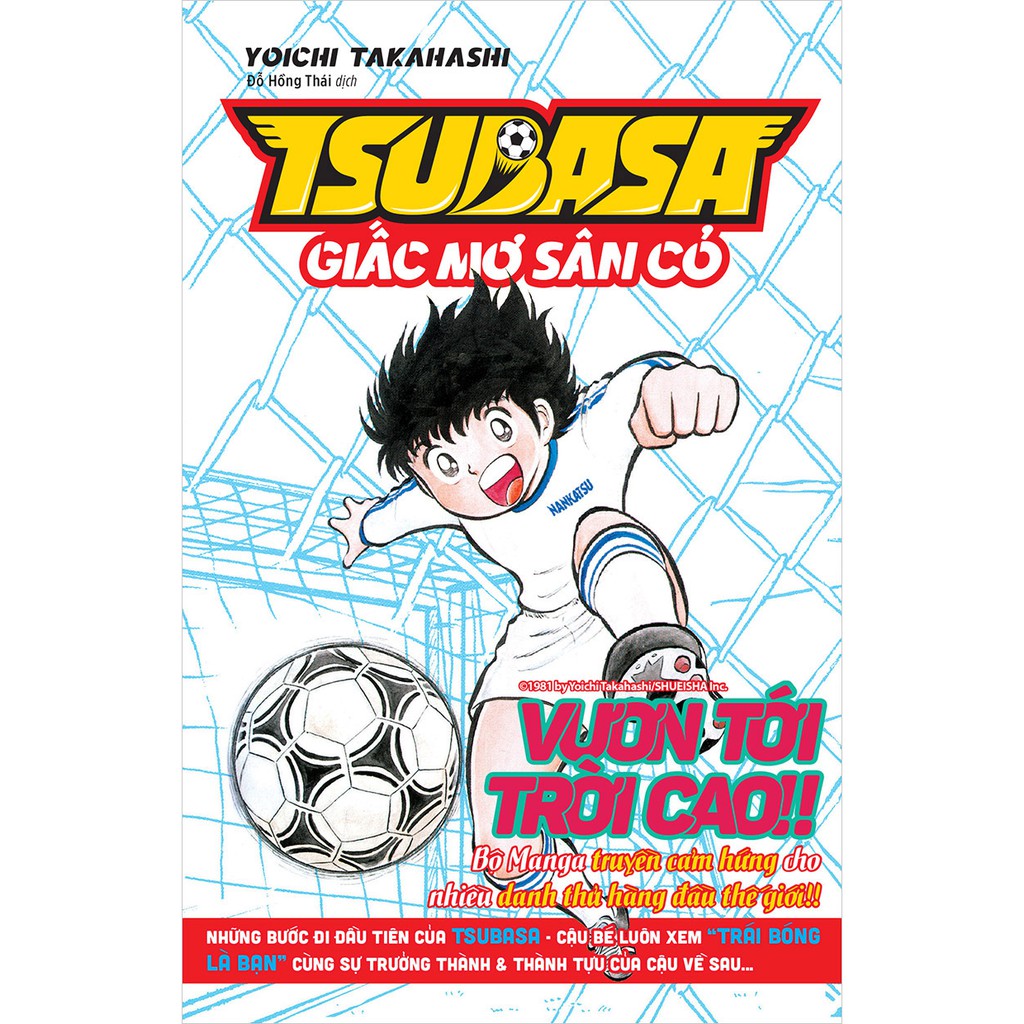 YOICHI TAKAHASHI
Đỗ Hồng Thái dịch
TSUBASA
GIẤC MƠ SÂN CỎ
NANKATSU
©1981 by Yoichi Takahashi/SHUEISHA Inc.
VƯƠN TỚI
TRỜI CAO!!
Bộ Manga truyền cảm hứng cho
nhiều danh thủ hàng đầu thế giới!!
NHỮNG BƯỚC ĐI ĐẦU TIÊN CỦA TSUBASA - CẬU BÉ LUÔN XEM "TRÁI BÓNG
LÀ BẠN" CÙNG SỰ TRƯỞNG THÀNH & THÀNH TỰU CỦA CẬU VỀ SAU...